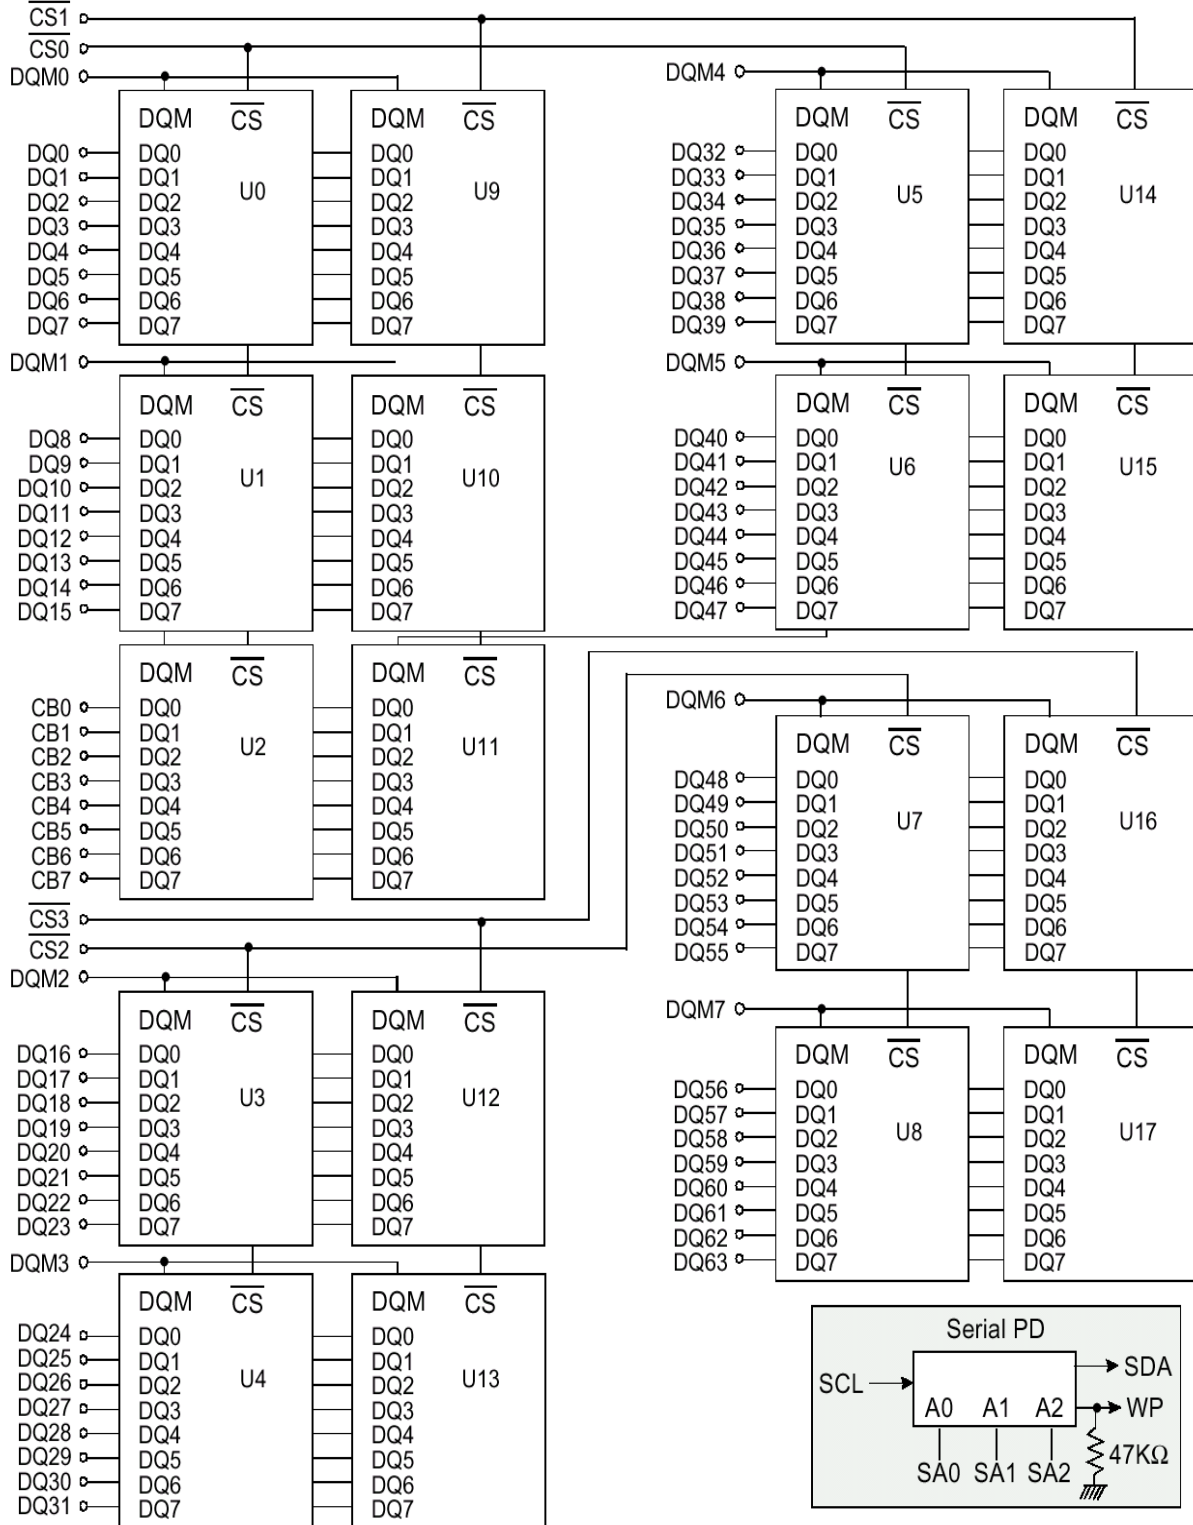 CS1
CS0
DQM0
DQM CS
DQ0 DQ0
DQ1 DQ1
DQ2 DQ2
DQ3 DQ3
DQ4 DQ4
DQ5 DQ5
DQ6 DQ6
DQ7 DQ7
U0
DQM CS
DQ0
DQ1
DQ2
DQ3
DQ4
DQ5
DQ6
DQ7
U9
DQM1
DQM CS
DQ8 DQ0
DQ9 DQ1
DQ10 DQ2
DQ11 DQ3
DQ12 DQ4
DQ13 DQ5
DQ14 DQ6
DQ15 DQ7
U1
DQM CS
DQ0
DQ1
DQ2
DQ3
DQ4
DQ5
DQ6
DQ7
U10
DQM CS
CB0 DQ0
CB1 DQ1
CB2 DQ2
CB3 DQ3
CB4 DQ4
CB5 DQ5
CB6 DQ6
CB7 DQ7
U2
DQM CS
DQ0
DQ1
DQ2
DQ3
DQ4
DQ5
DQ6
DQ7
U11
CS3
CS2
DQM2
DQM CS
DQ16 DQ0
DQ17 DQ1
DQ18 DQ2
DQ19 DQ3
DQ20 DQ4
DQ21 DQ5
DQ22 DQ6
DQ23 DQ7
U3
DQM CS
DQ0
DQ1
DQ2
DQ3
DQ4
DQ5
DQ6
DQ7
U12
DQM3
DQM CS
DQ24 DQ0
DQ25 DQ1
DQ26 DQ2
DQ27 DQ3
DQ28 DQ4
DQ29 DQ5
DQ30 DQ6
DQ31 DQ7
U4
DQM CS
DQ0
DQ1
DQ2
DQ3
DQ4
DQ5
DQ6
DQ7
U13
DQM4
DQM CS
DQ32 DQ0
DQ33 DQ1
DQ34 DQ2
DQ35 DQ3
DQ36 DQ4
DQ37 DQ5
DQ38 DQ6
DQ39 DQ7
U5
DQM CS
DQ0
DQ1
DQ2
DQ3
DQ4
DQ5
DQ6
DQ7
U14
DQM5
DQM CS
DQ40 DQ0
DQ41 DQ1
DQ42 DQ2
DQ43 DQ3
DQ44 DQ4
DQ45 DQ5
DQ46 DQ6
DQ47 DQ7
U6
DQM CS
DQ0
DQ1
DQ2
DQ3
DQ4
DQ5
DQ6
DQ7
U15
DQM6
DQM CS
DQ48 DQ0
DQ49 DQ1
DQ50 DQ2
DQ51 DQ3
DQ52 DQ4
DQ53 DQ5
DQ54 DQ6
DQ55 DQ7
U7
DQM CS
DQ0
DQ1
DQ2
DQ3
DQ4
DQ5
DQ6
DQ7
U16
DQM7
DQM CS
DQ56 DQ0
DQ57 DQ1
DQ58 DQ2
DQ59 DQ3
DQ60 DQ4
DQ61 DQ5
DQ62 DQ6
DQ63 DQ7
U8
DQM CS
DQ0
DQ1
DQ2
DQ3
DQ4
DQ5
DQ6
DQ7
U17
Serial PD
SCL SDA
A0 A1 A2 WP
SA0 SA1 SA2 47KΩ